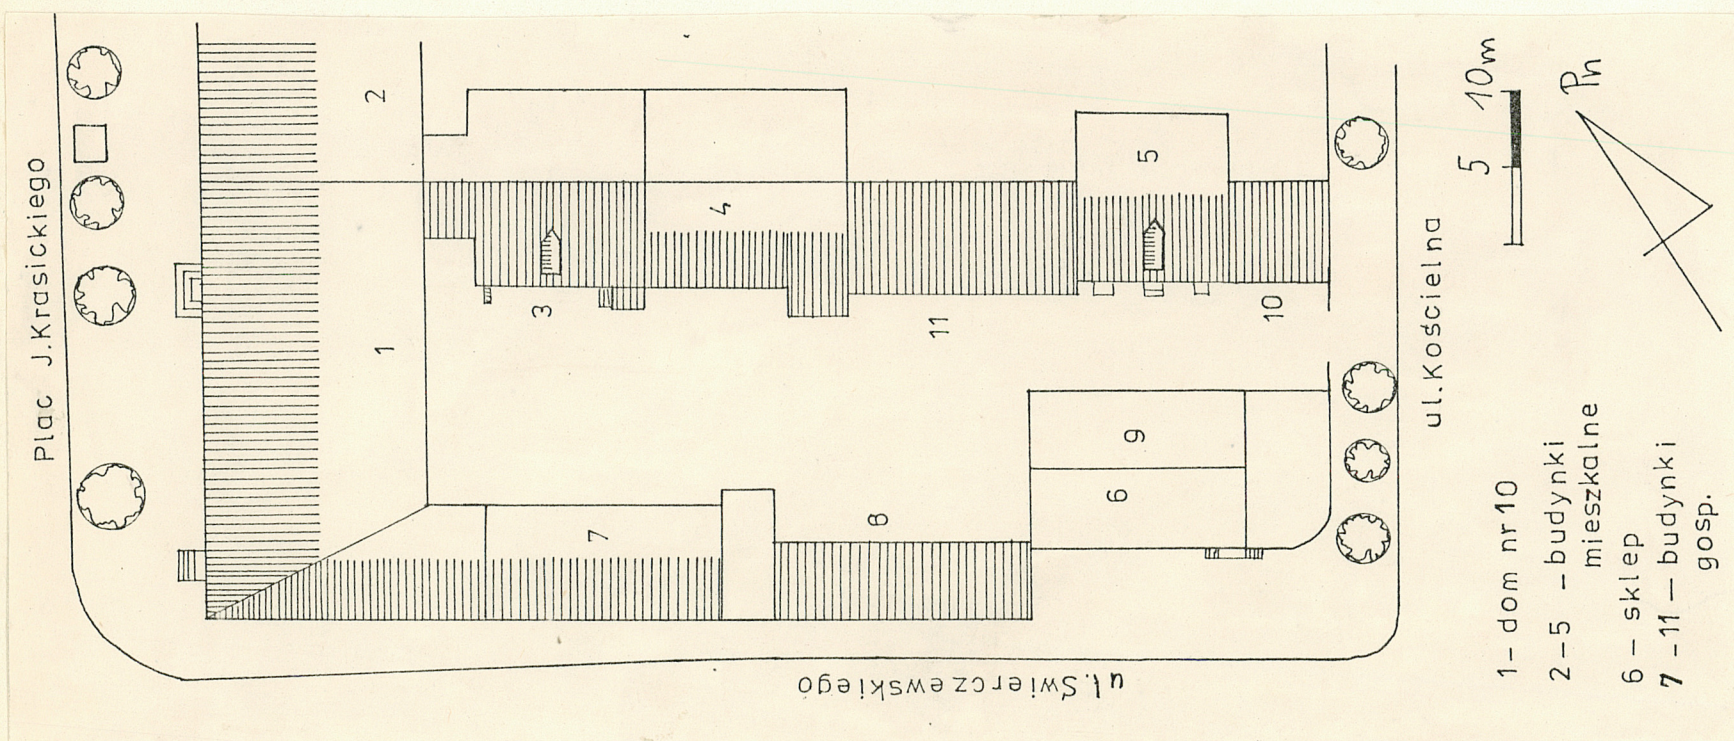 Plac J.Krasickiego
2
1
3
4
5
11
10
7
8
6
9
ul.Świerczewskiego
ul.Kościelna
5 10m
Pn
1– dom nr 10
2–5 –budynki
mieszkalne
6 – sklep
7 –11 – budynki
gosp.